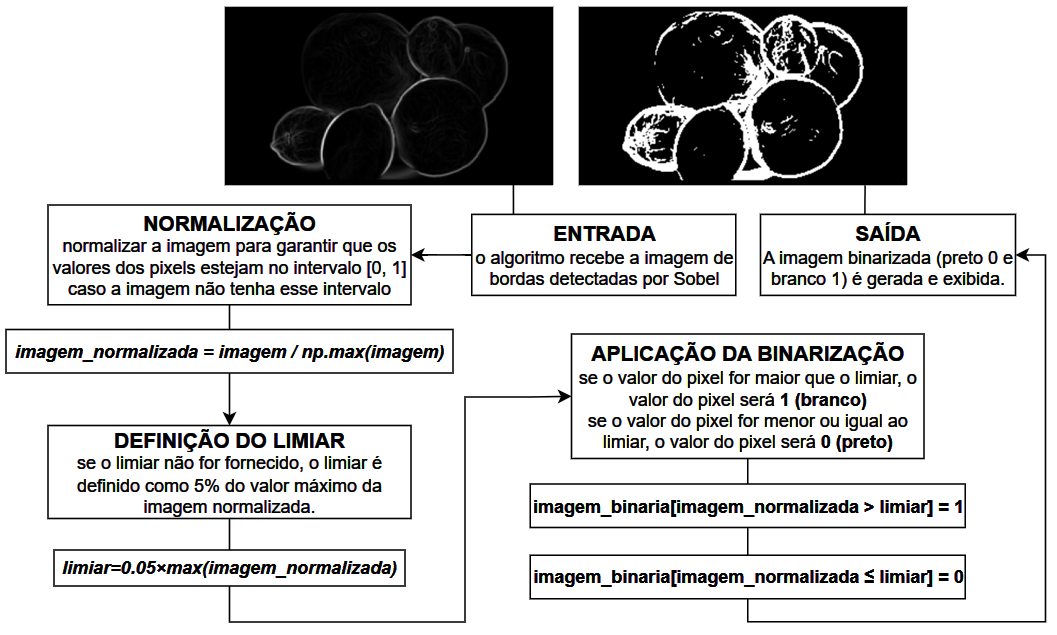 ENTRADA
o algoritmo recebe a imagem de
bordas detectadas por Sobel
NORMALIZAÇÃO
normalizar a imagem para garantir que os
valores dos pixels estejam no intervalo [0, 1]
caso a imagem não tenha esse intervalo
imagem_normalizada = imagem / np.max(imagem)
DEFINIÇÃO DO LIMIAR
se o limiar não for fornecido, o limiar é
definido como 5% do valor máximo da
imagem normalizada.
limiar=0.05×max(imagem_normalizada)
APLICAÇÃO DA BINARIZAÇÃO
se o valor do pixel for maior que o limiar, o
valor do pixel será 1 (branco)
se o valor do pixel for menor ou igual ao
limiar, o valor do pixel será 0 (preto)
imagem_binaria[imagem_normalizada > limiar] = 1
imagem_binaria[imagem_normalizada ≤ limiar] = 0
SAÍDA
A imagem binarizada (preto 0 e
branco 1) é gerada e exibida.